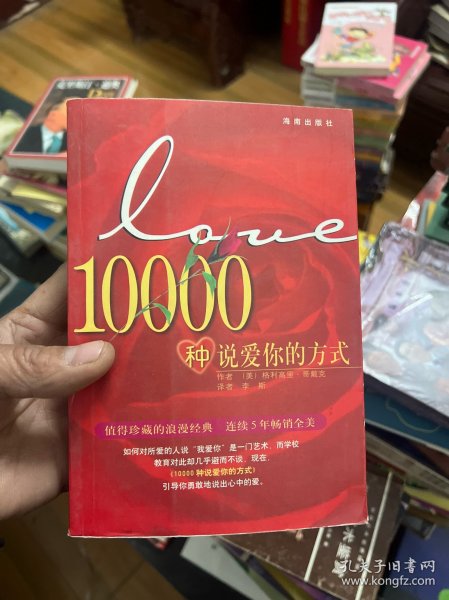 海南出版社
love
10000
种说爱你的方式
作者 （美）格利高里·哥戴克
译者 李 斯
值得珍藏的浪漫经典 连续5年畅销全美
如何对所爱的人说“我爱你”是一门艺术，而学校
教育对此却几乎避而不谈，现在，
《10000种说爱你的方式》
引导你勇敢地说出心中的爱。
孔夫子旧书网
www.kongfz.com